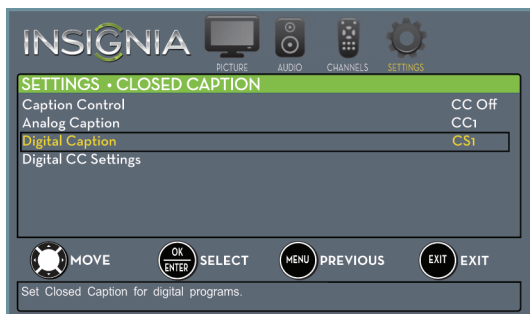 INSIGNIA
PICTURE AUDIO CHANNELS SETTINGS
SETTINGS • CLOSED CAPTION
Caption Control CC Off
Analog Caption CC1
Digital Caption CS1
Digital CC Settings
MOVE OK ENTER SELECT MENU PREVIOUS EXIT EXIT
Set Closed Caption for digital programs.